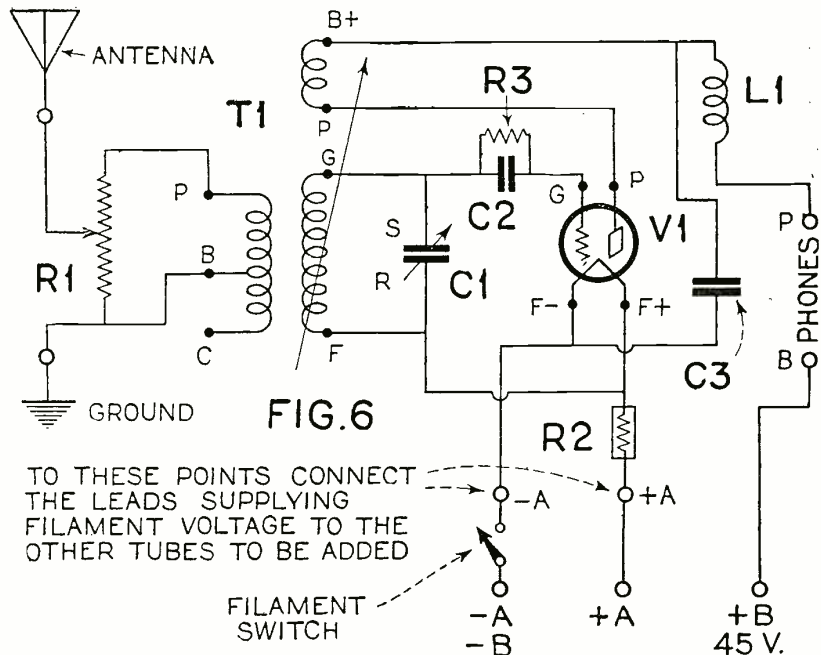 B+
ANTENNA
R3
L1
T1
P
G
P
G
P
V1
S
C2
P
R1
B
R
C1
PHONES
F-
F+
C
F
C3
B
GROUND
FIG.6
R2
TO THESE POINTS CONNECT
THE LEADS SUPPLYING
FILAMENT VOLTAGE TO THE
OTHER TUBES TO BE ADDED
-A
+A
FILAMENT
SWITCH
-A
+A
+B
-B
45 V.